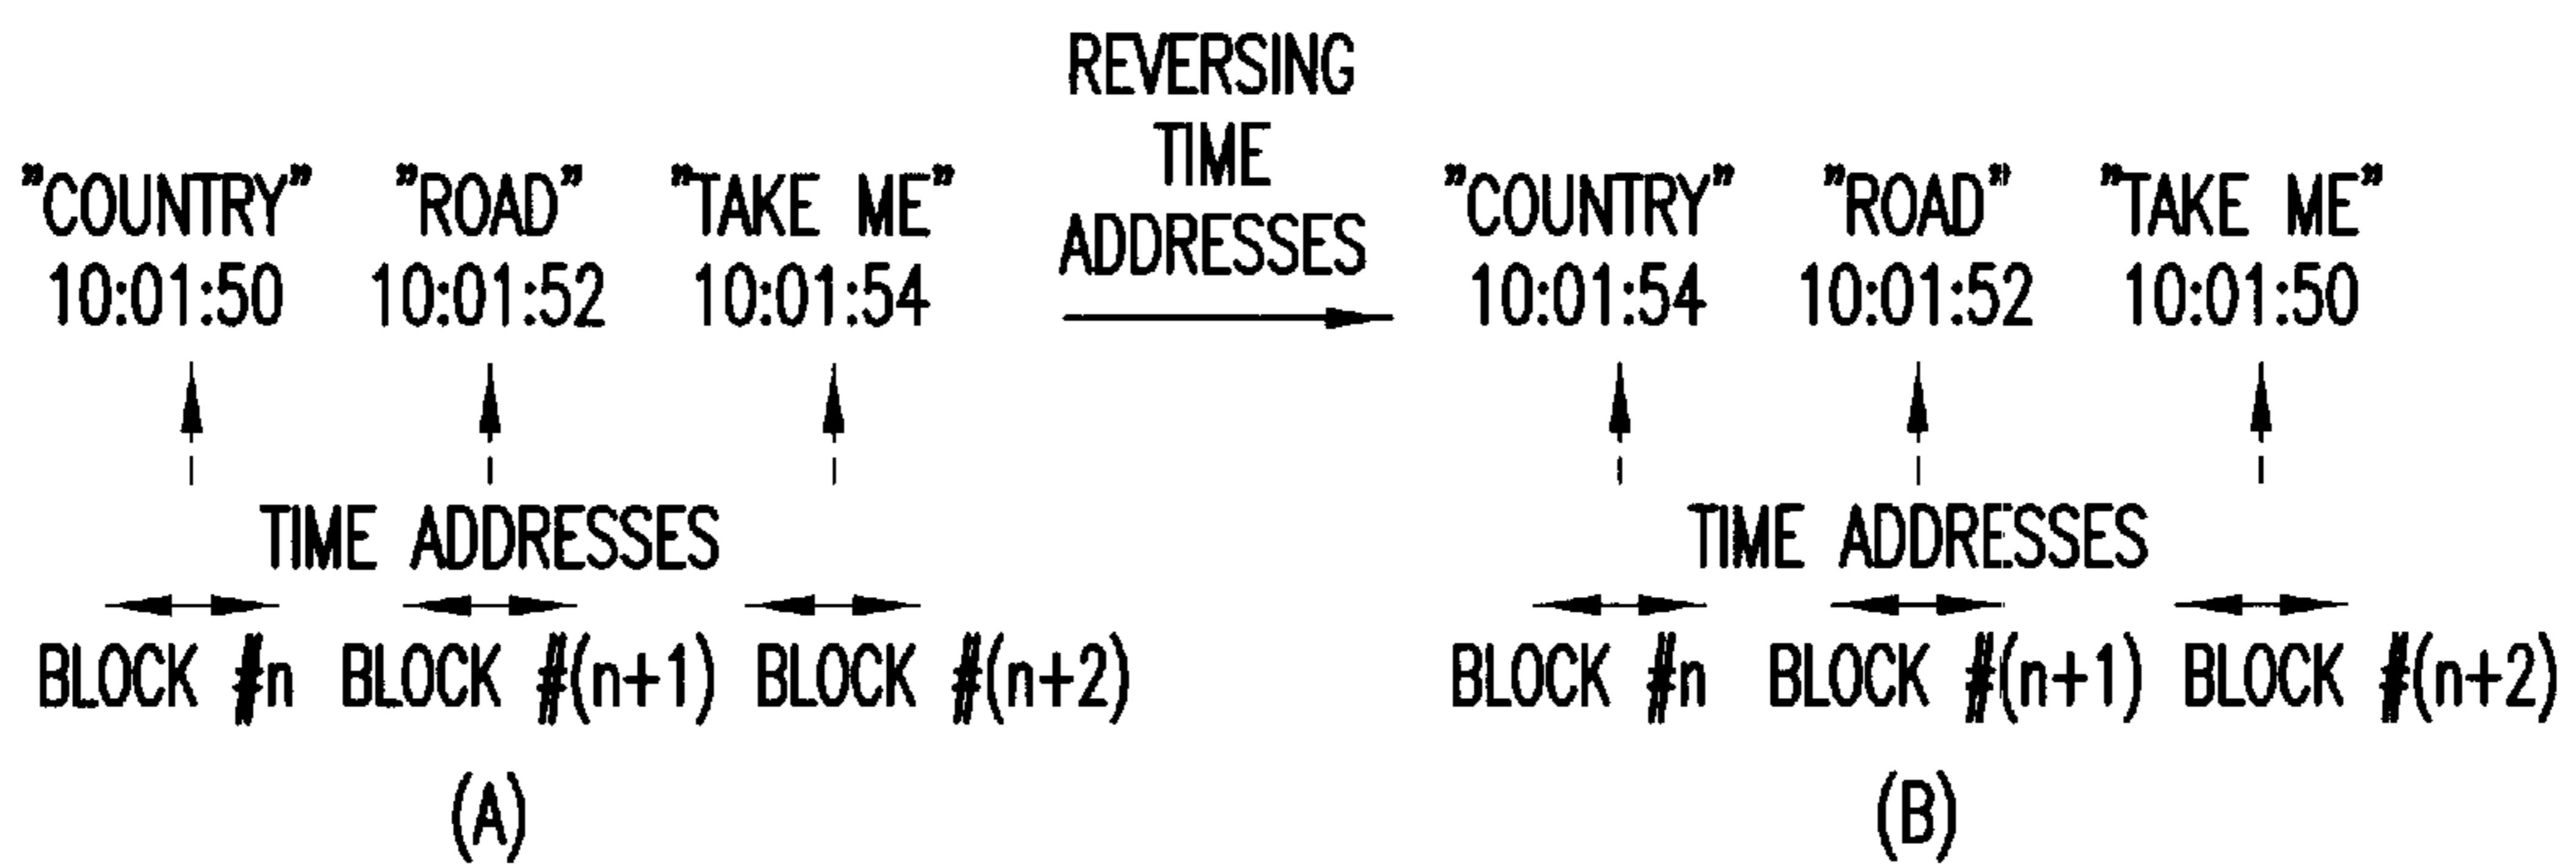 "COUNTRY" "ROAD" "TAKE ME"
10:01:50 10:01:52 10:01:54
TIME ADDRESSES
BLOCK #n BLOCK #(n+1) BLOCK #(n+2)
(A)
REVERSING
TIME
ADDRESSES
"COUNTRY" "ROAD" "TAKE ME"
10:01:54 10:01:52 10:01:50
TIME ADDRESSES
BLOCK #n BLOCK #(n+1) BLOCK #(n+2)
(B)